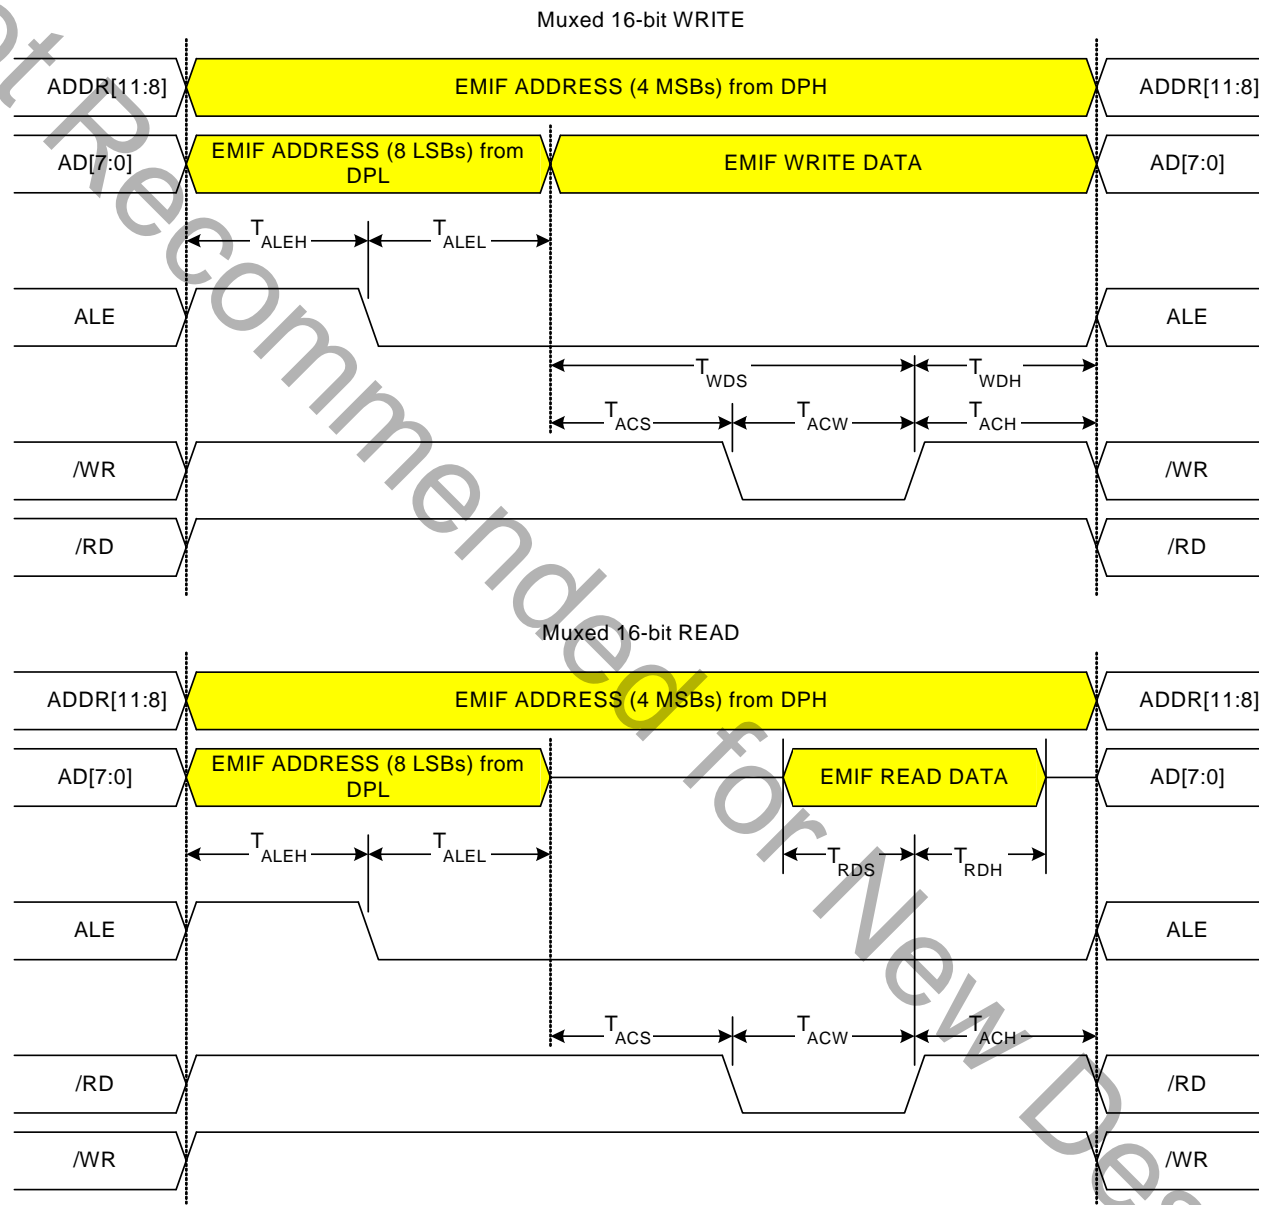 Muxed 16-bit WRITE
ADDR[11:8] EMIF ADDRESS (4 MSBs) from DPH ADDR[11:8]
AD[7:0] EMIF ADDRESS (8 LSBs) from DPL EMIF WRITE DATA AD[7:0]
TALEH TALEL
ALE ALE
TWDS TWDH
TACS TACW TACH
/WR /WR
/RD /RD
Muxed 16-bit READ
ADDR[11:8] EMIF ADDRESS (4 MSBs) from DPH ADDR[11:8]
AD[7:0] EMIF ADDRESS (8 LSBs) from DPL EMIF READ DATA AD[7:0]
TALEH TALEL TRDS TRDH
ALE ALE
TACS TACW TACH
/RD /RD
/WR /WR
Recommended for New